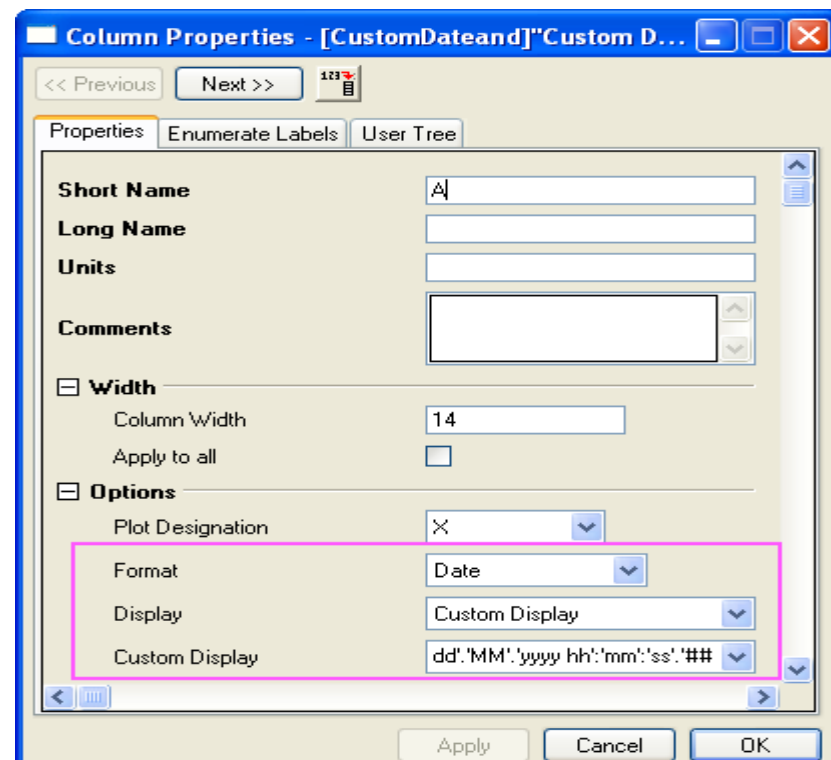 Column Properties - [CustomDateand]"Custom D...
<< Previous Next >> 123
Properties Enumerate Labels User Tree
Short Name A
Long Name
Units
Comments
Width
Column Width 14
Apply to all
Options
Plot Designation X
Format Date
Display Custom Display
Custom Display dd'.'MM'.'yyyy hh':'mm':'ss'.'##
Apply Cancel OK